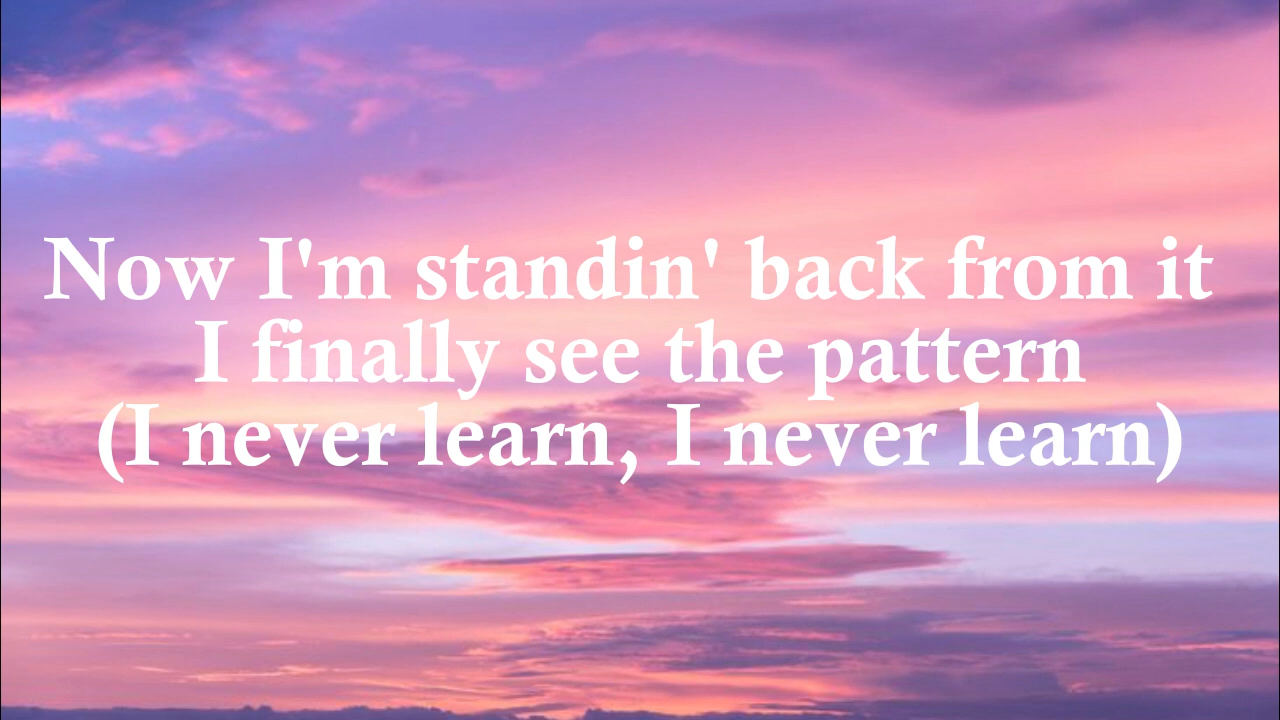 Now I'm standin' back from it
I finally see the pattern
(I never learn, I never learn)